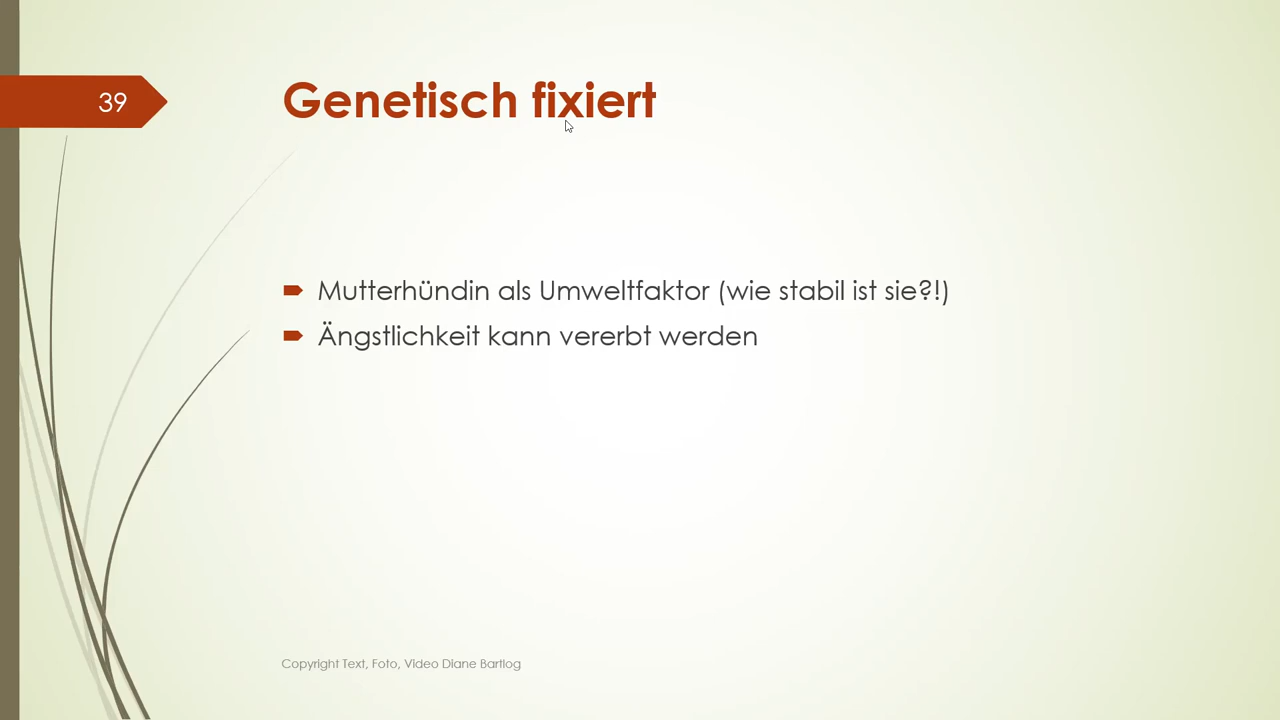 39
Genetisch fixiert
Mutterhündin als Umweltfaktor (wie stabil ist sie?!)
Ängstlichkeit kann vererbt werden
Copyright Text, Foto, Video Diane Bartlog